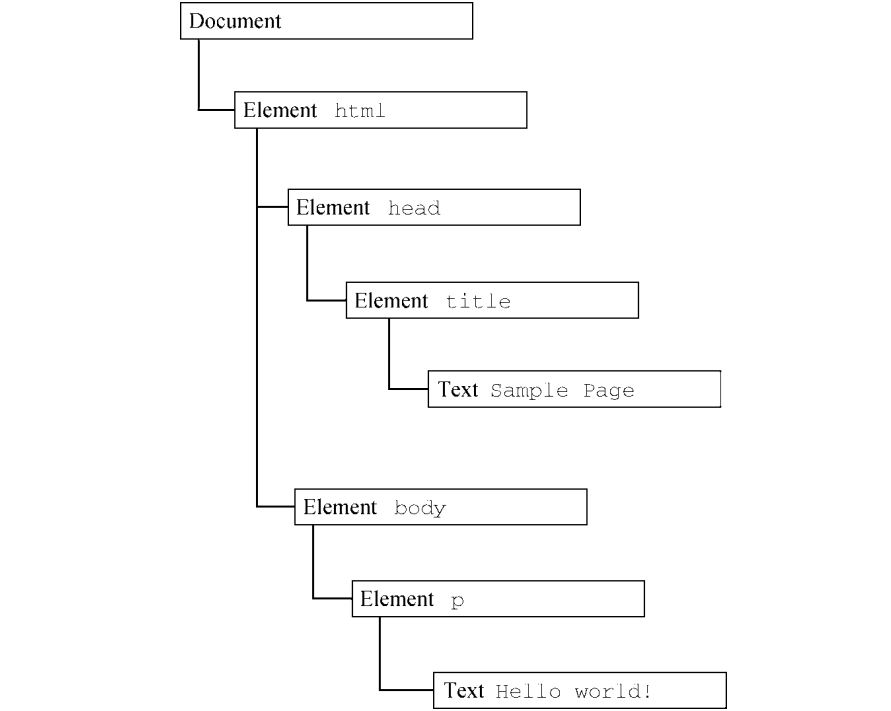 Document
Element html
Element head
Element title
Text Sample Page
Element body
Element p
Text Hello world!